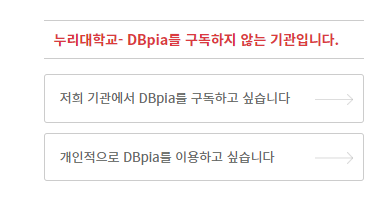 누리대학교- DBpia를 구독하지 않는 기관입니다.
저희 기관에서 DBpia를 구독하고 싶습니다
개인적으로 DBpia를 이용하고 싶습니다